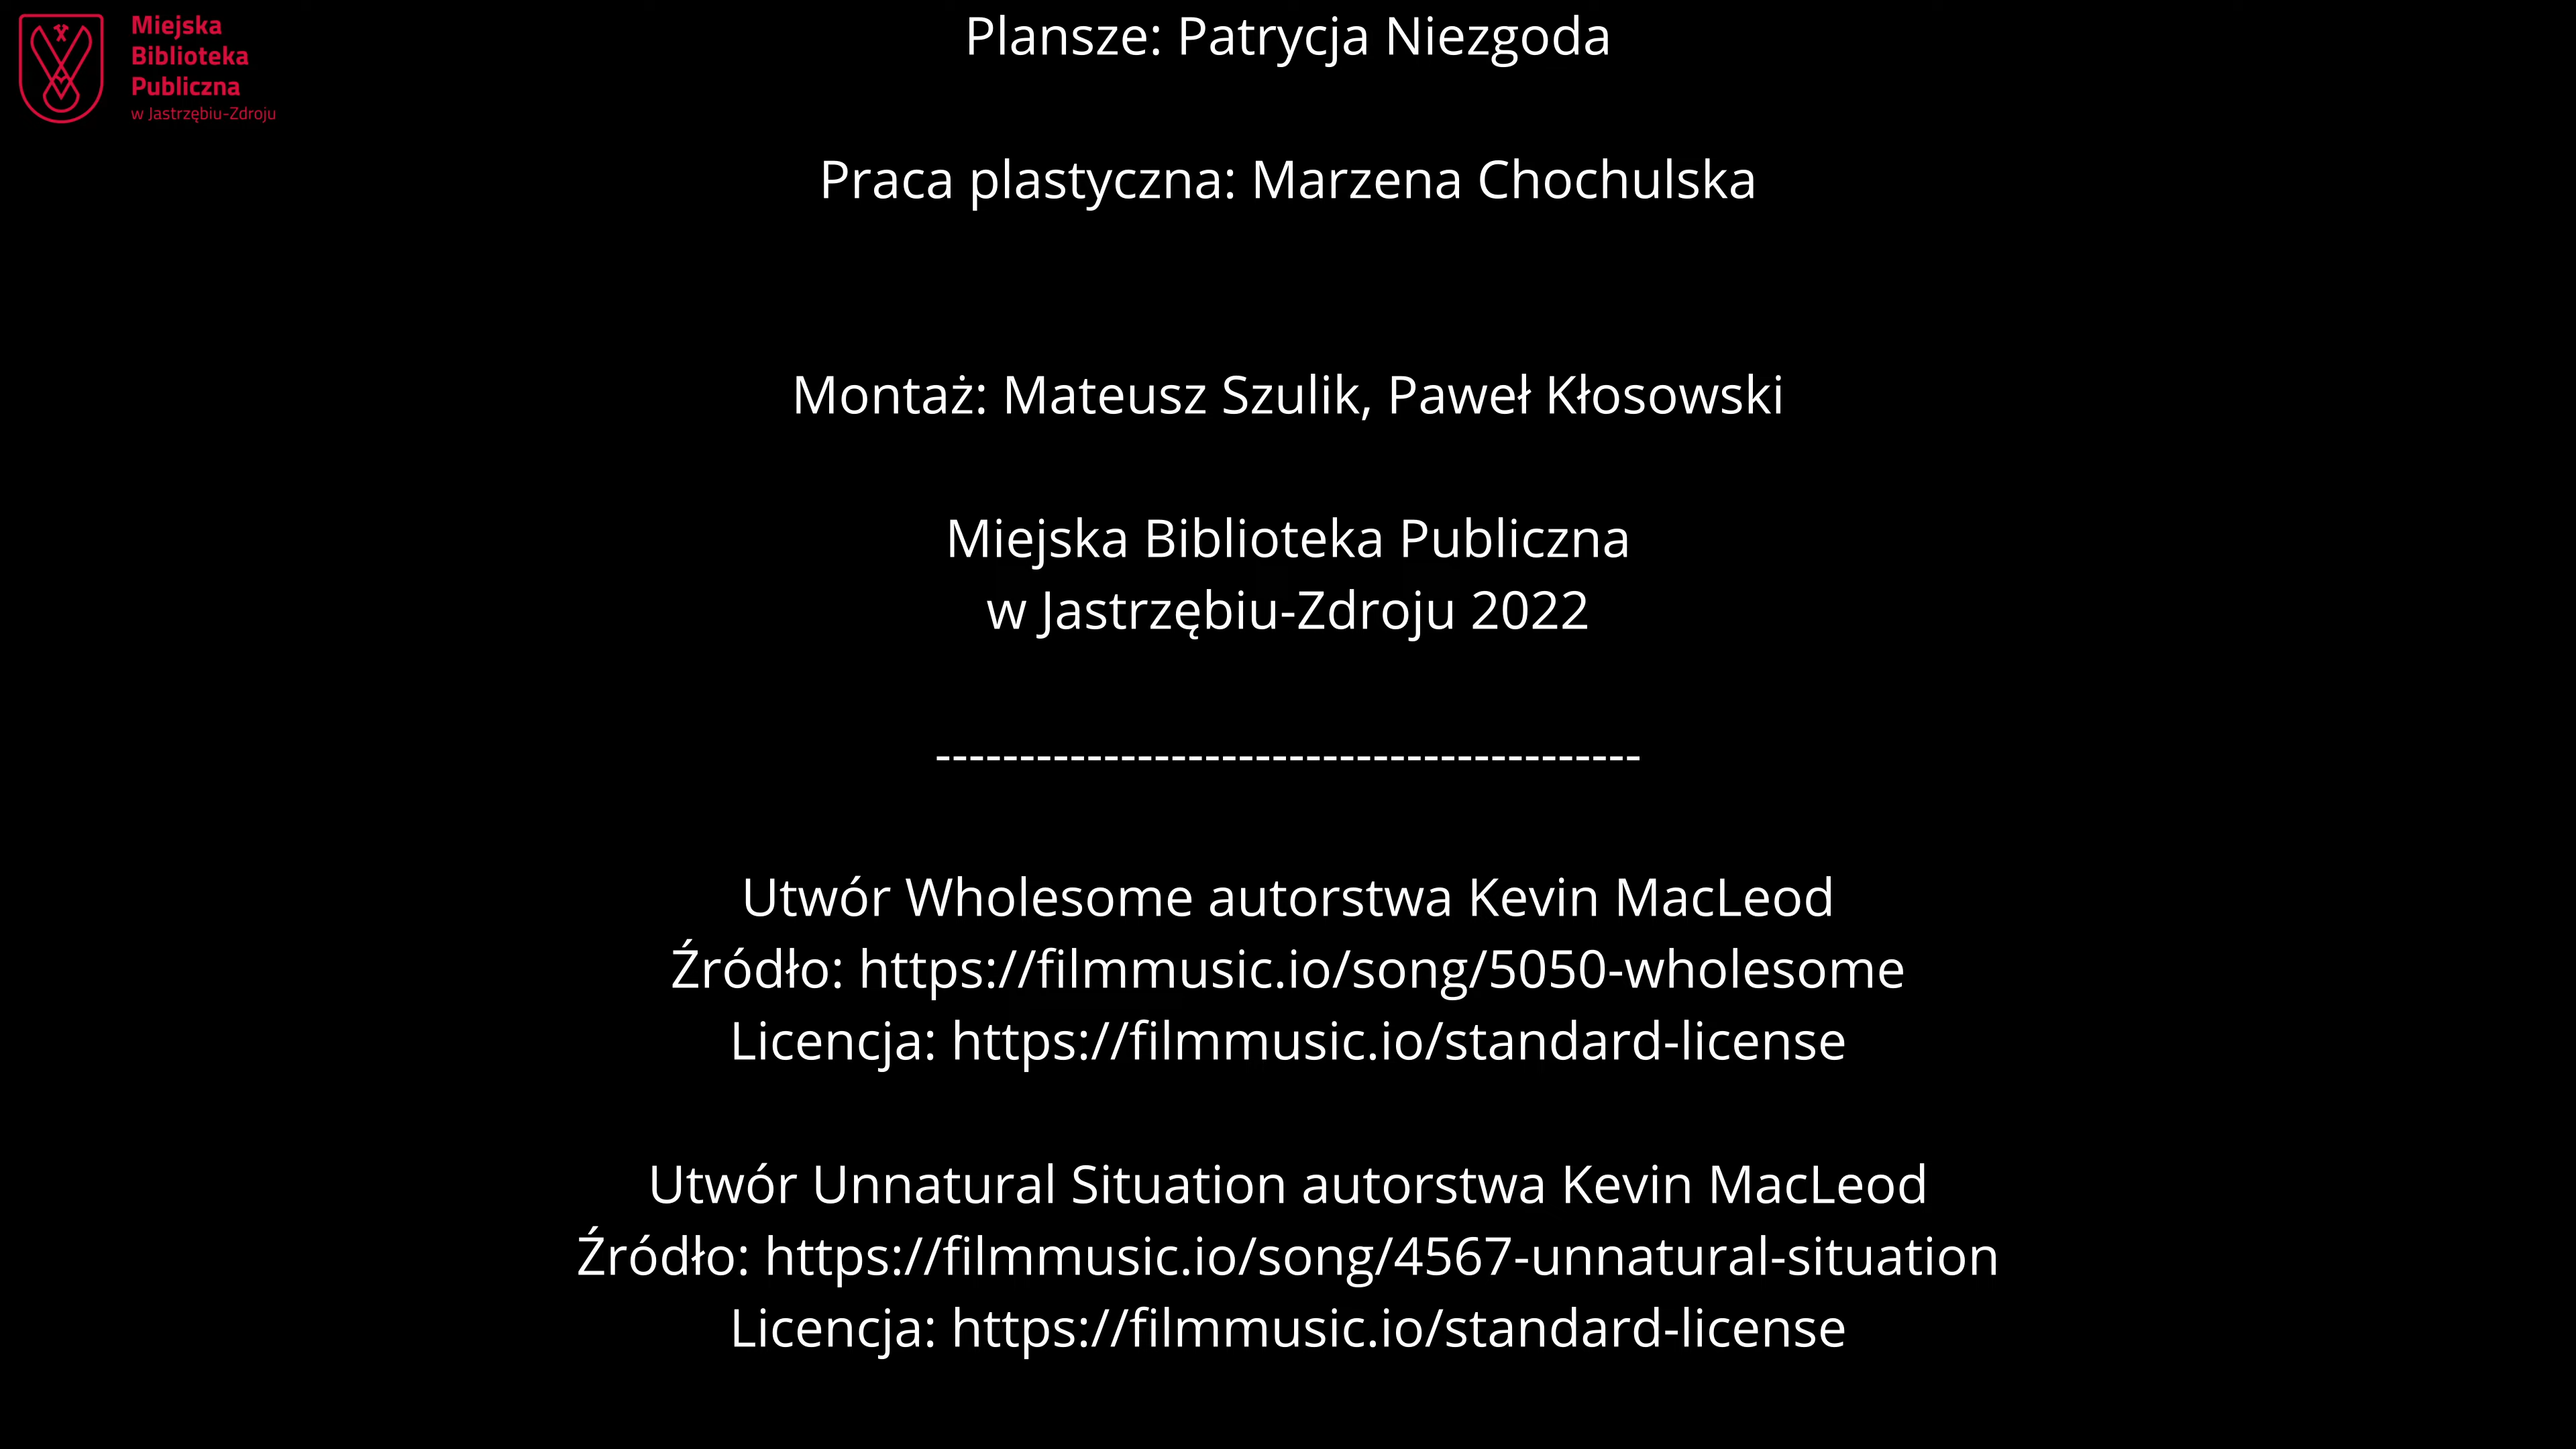 Miejska
Biblioteka
Publiczna
w Jastrzębiu-Zdroju
Plansze: Patrycja Niezgoda
Praca plastyczna: Marzena Chochulska
Montaż: Mateusz Szulik, Paweł Kłosowski
Miejska Biblioteka Publiczna
w Jastrzębiu-Zdroju 2022
------------------------------------------
Utwór Wholesome autorstwa Kevin MacLeod
Źródło: https://filmmusic.io/song/5050-wholesome
Licencja: https://filmmusic.io/standard-license
Utwór Unnatural Situation autorstwa Kevin MacLeod
Źródło: https://filmmusic.io/song/4567-unnatural-situation
Licencja: https://filmmusic.io/standard-license